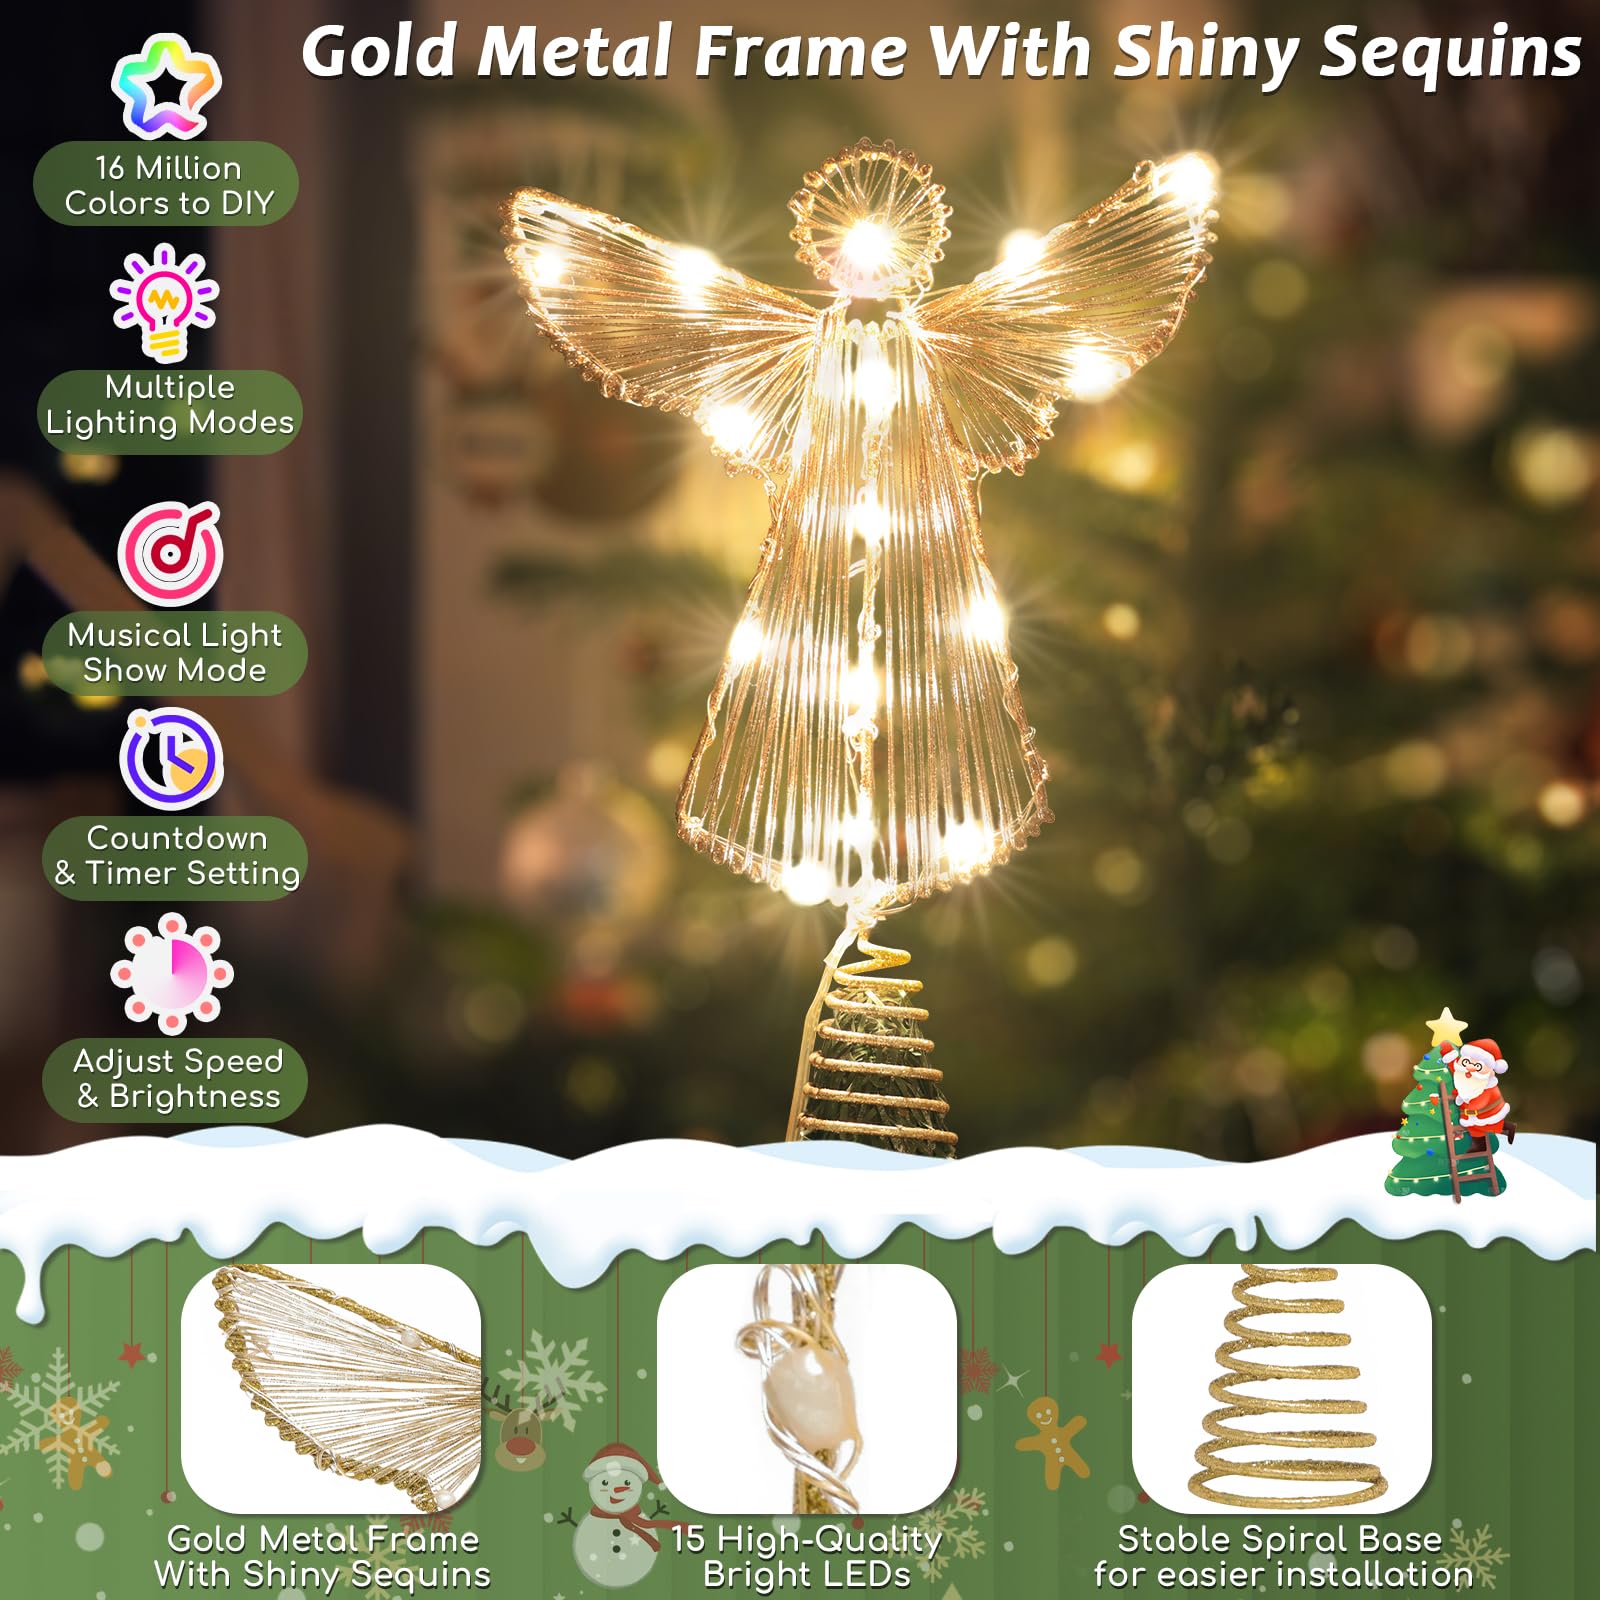 Gold Metal Frame With Shiny Sequins
16 Million
Colors to DIY
Multiple
Lighting Modes
Musical Light
Show Mode
Countdown
& Timer Setting
Adjust Speed
& Brightness
Gold Metal Frame
With Shiny Sequins
15 High-Quality
Bright LEDs
Stable Spiral Base
for easier installation